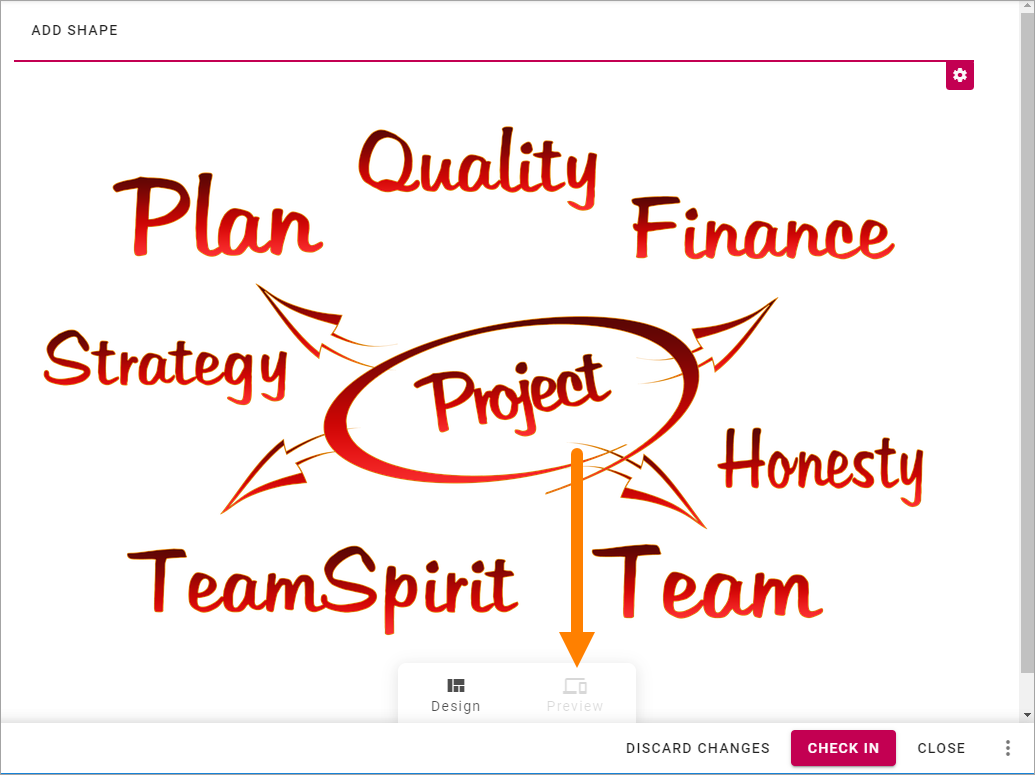 ADD SHAPE
Quality
Plan
Finance
Strategy
Project
Honesty
TeamSpirit
Team
Design Preview
DISCARD CHANGES CHECK IN CLOSE